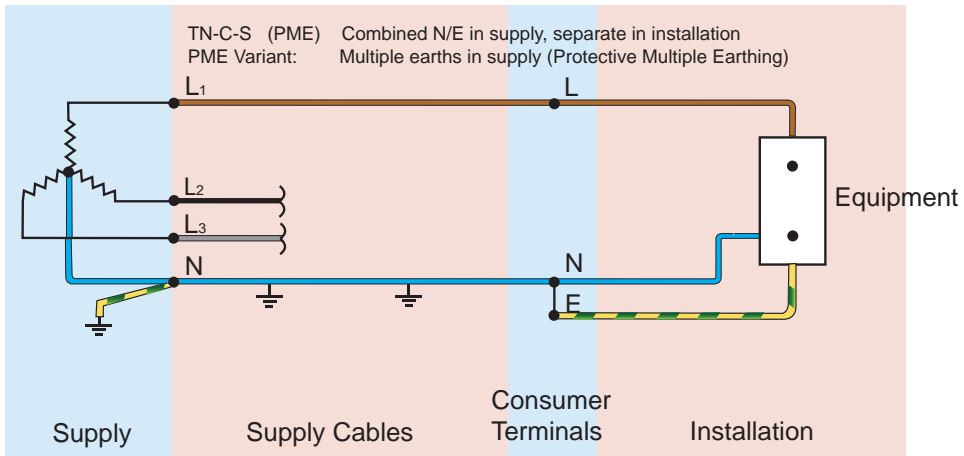 TN-C-S (PME) Combined N/E in supply, separate in installation
PME Variant: Multiple earths in supply (Protective Multiple Earthing)
L1 L
L2
Equipment
L3
N N
E
Supply Supply Cables Consumer Terminals Installation